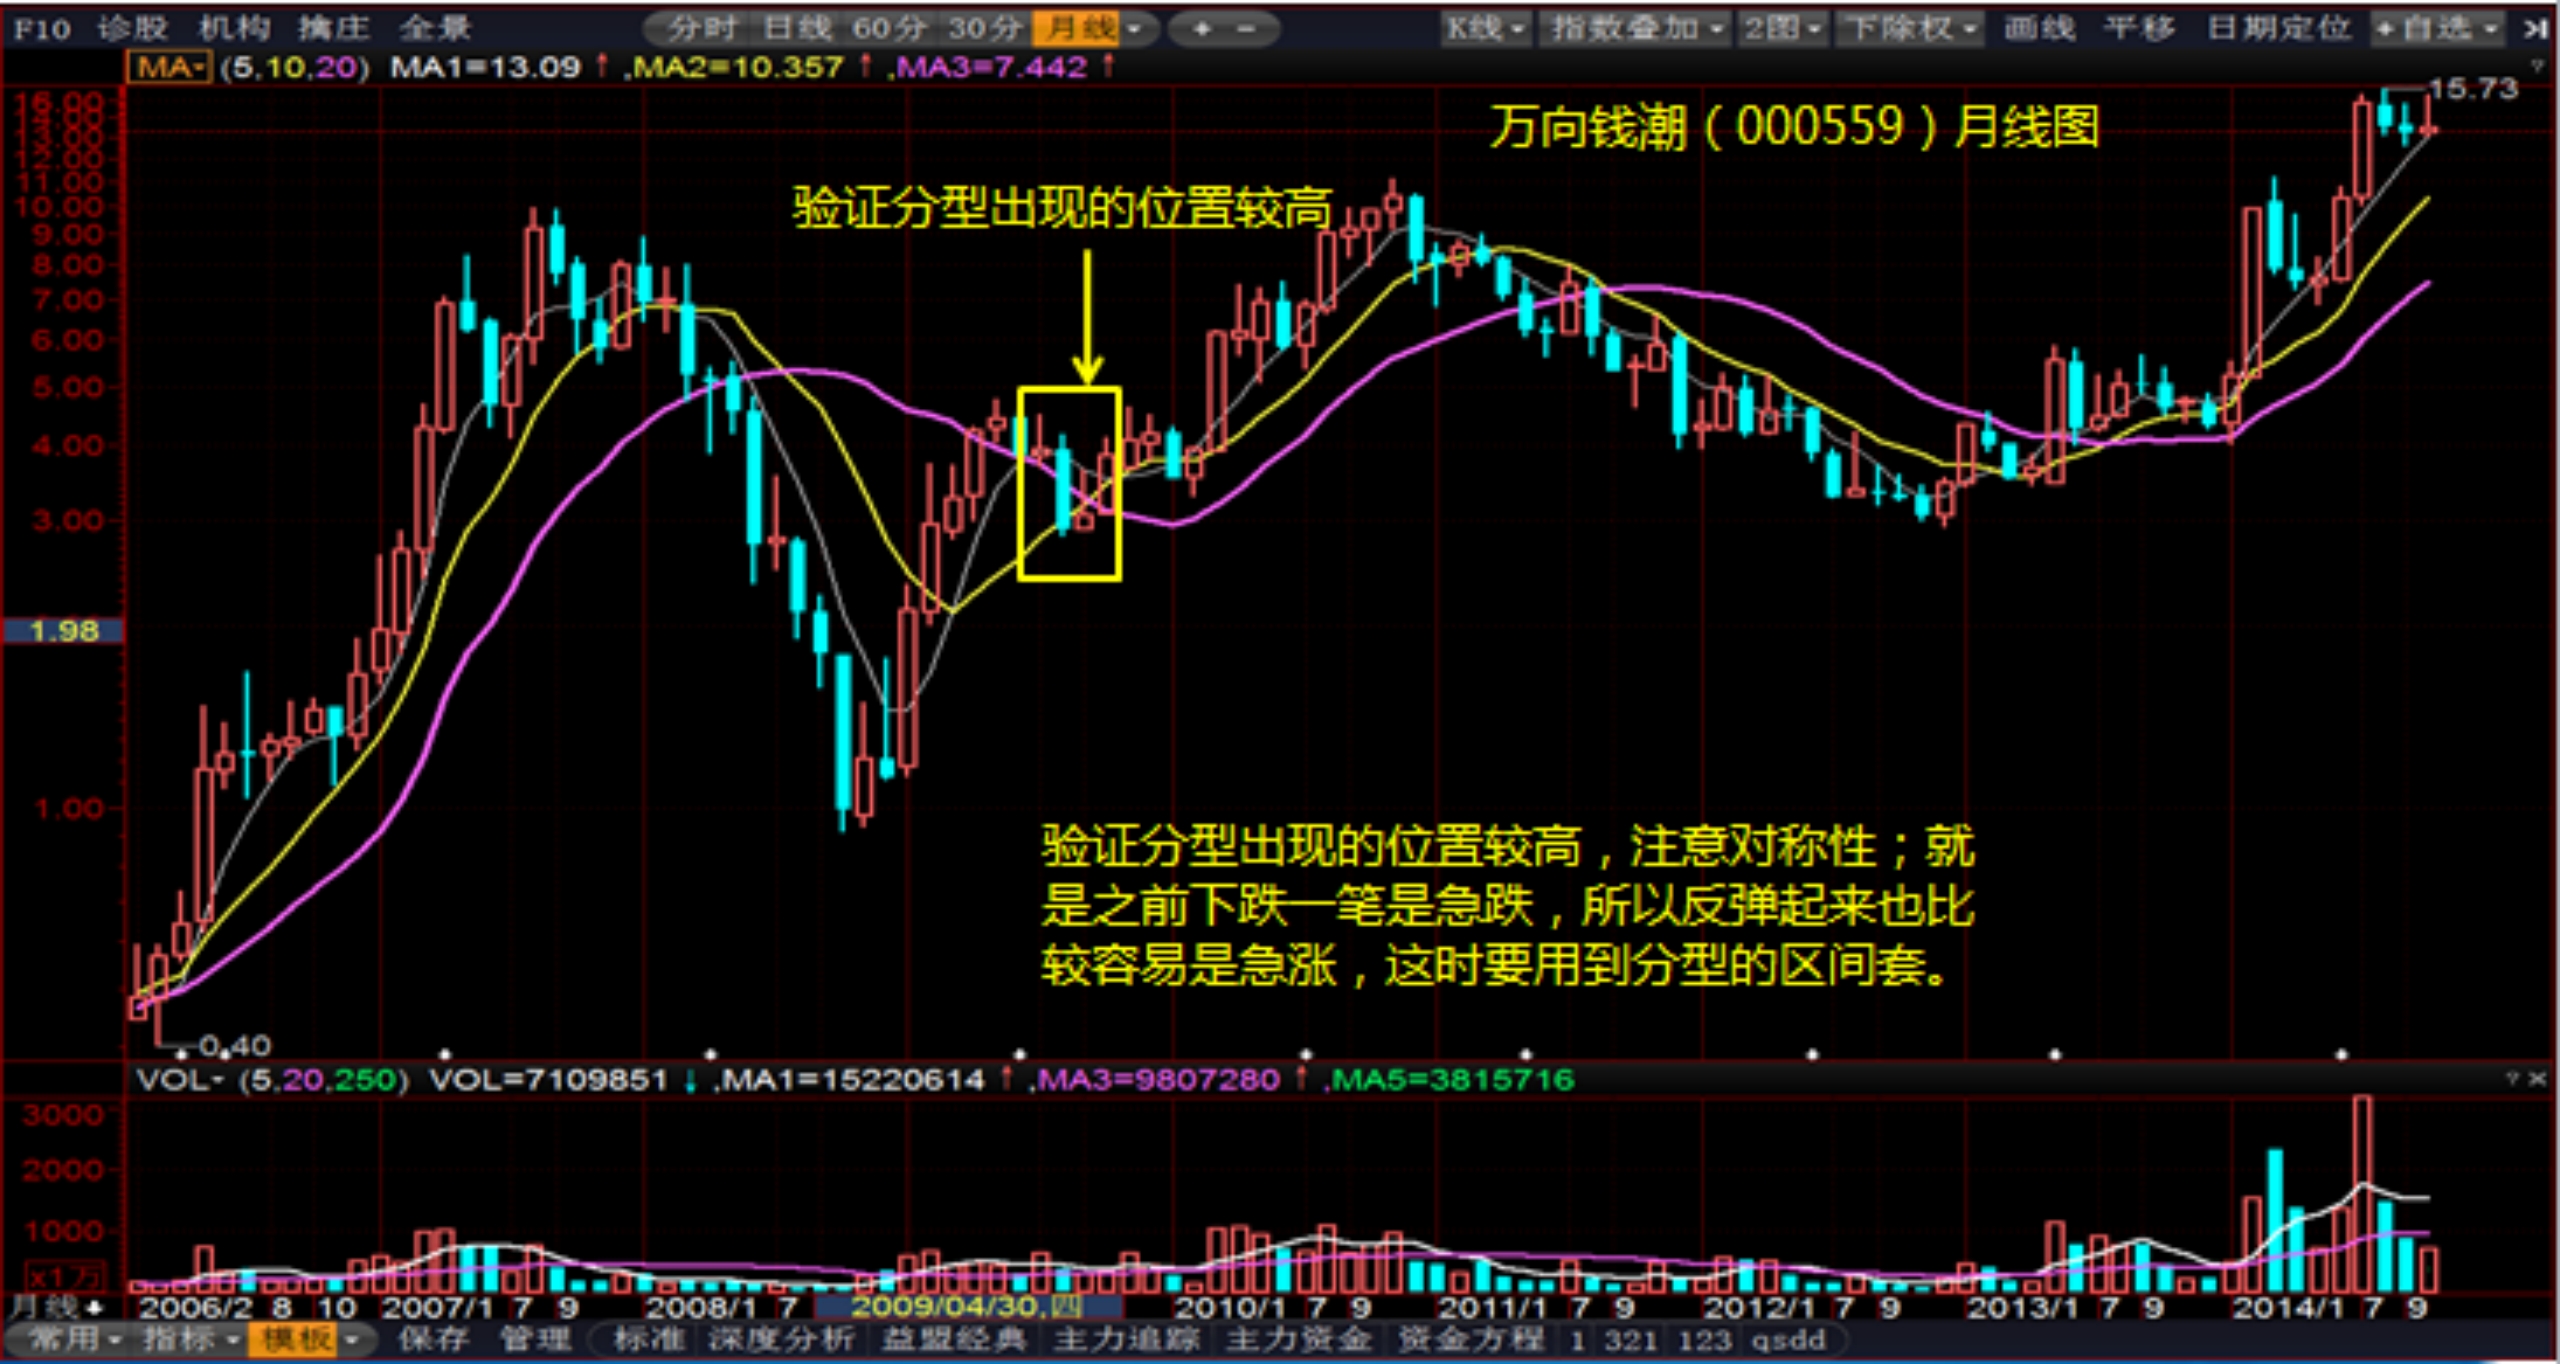 F10 诊股 机构 擒庄 全景 分时 日线 60分 30分 月线 + - K线 指数叠加 2图 下除权 画线 平移 日期定位 +自选
MA (5,10,20) MA1=13.09 ↑ ,MA2=10.357 ↑ ,MA3=7.442 ↑ ?
15.73
16.00
万向钱潮（000559）月线图
13.00
12.00
11.00
验证分型出现的位置较高
10.00
9.00
8.00
7.00
6.00
5.00
4.00
3.00
1.98
1.00
验证分型出现的位置较高，注意对称性；就
是之前下跌一笔是急跌，所以反弹起来也比
较容易是急涨，这时要用到分型的区间套。
0.40
VOL (5,20,250) VOL=7109851 ↓ ,MA1=15220614 ↑ ,MA3=9807280 ↑ ,MA5=3815716 ? ×
3000
2000
1000
x1万
月线 2006/2 8 10 2007/1 7 9 2008/1 7 2009/04/30,四 2010/1 7 9 2011/1 7 9 2012/1 7 9 2013/1 7 9 2014/1 7 9
常用 指标 模板 保存 管理 标准 深度分析 益盟经典 主力追踪 主力资金 资金方程 1 321 123 qsdd